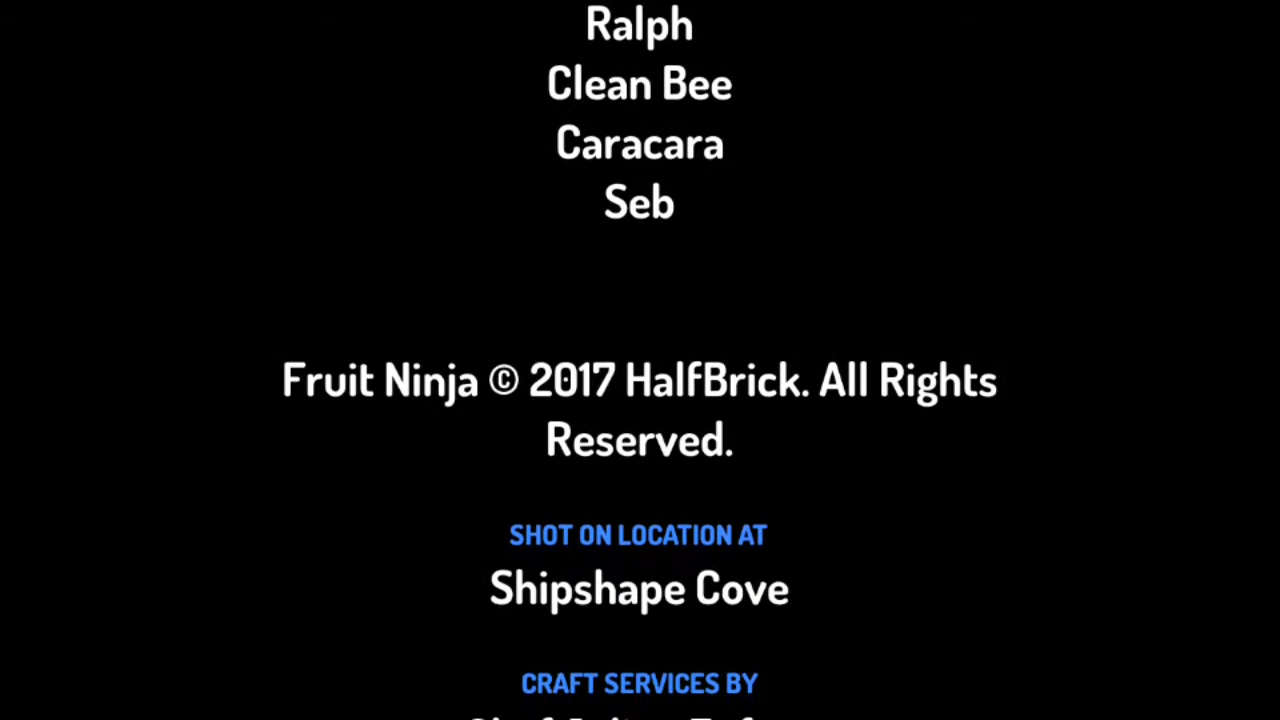 Ralph
Clean Bee
Caracara
Seb
Fruit Ninja © 2017 HalfBrick. All Rights
Reserved.
SHOT ON LOCATION AT
Shipshape Cove
CRAFT SERVICES BY